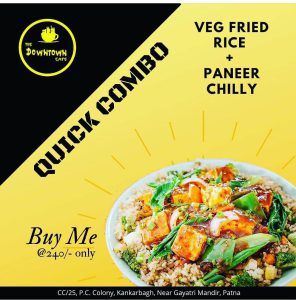 THE
DOWNTOWN
CAFE
VEG FRIED
RICE
+
PANEER
CHILLY
QUICK COMBO
Buy Me
@240/- only
CC/25, P.C. Colony, Kankarbagh, Near Gayatri Mandir, Patna